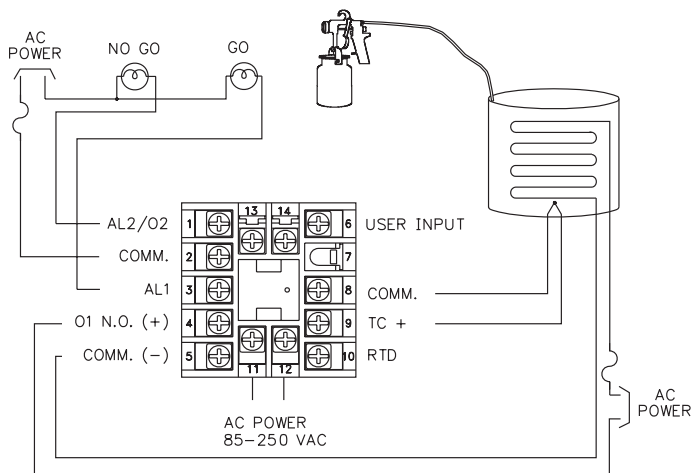 AC
POWER
NO GO
GO
13 14
AL2/O2 1 6 USER INPUT
COMM. 2 7
AL1 3 8 COMM.
O1 N.O. (+) 4 9 TC +
COMM. (-) 5 10 RTD
11 12
AC POWER
85-250 VAC
AC
POWER